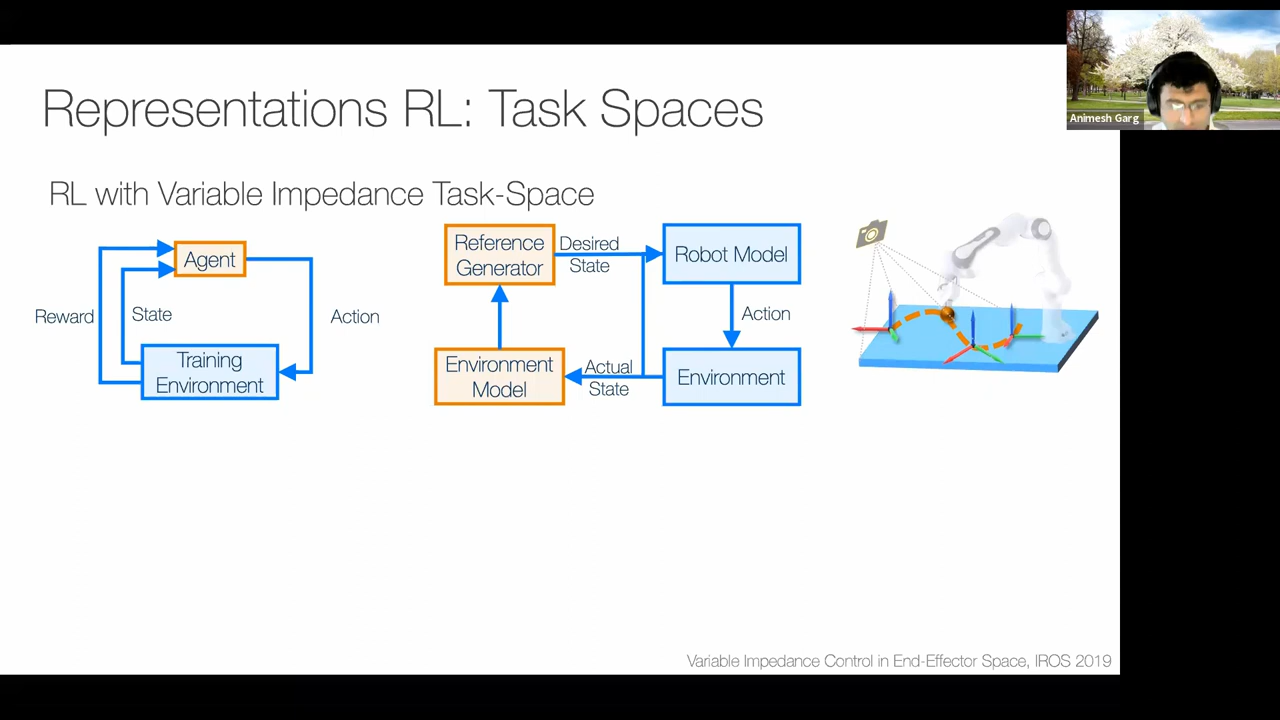 Representations RL: Task Spaces
Animesh Garg
RL with Variable Impedance Task-Space
Agent
Reward
State
Action
Training
Environment
Reference
Generator
Desired
State
Robot Model
Action
Environment
Model
Actual
State
Environment
Variable Impedance Control in End-Effector Space, IROS 2019